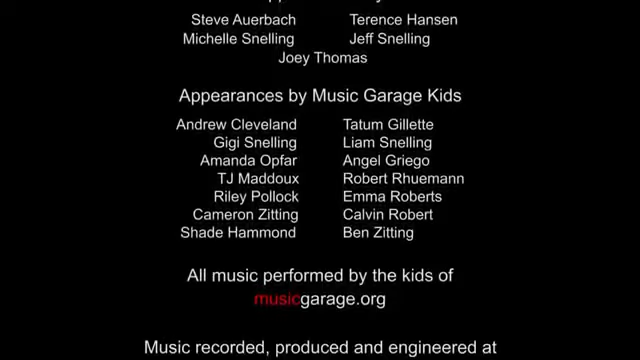 Steve Auerbach Terence Hansen
Michelle Snelling Jeff Snelling
Joey Thomas
Appearances by Music Garage Kids
Andrew Cleveland Tatum Gillette
Gigi Snelling Liam Snelling
Amanda Opfar Angel Griego
TJ Maddoux Robert Rhuemann
Riley Pollock Emma Roberts
Cameron Zitting Calvin Robert
Shade Hammond Ben Zitting
All music performed by the kids of
musicgarage.org
Music recorded, produced and engineered at